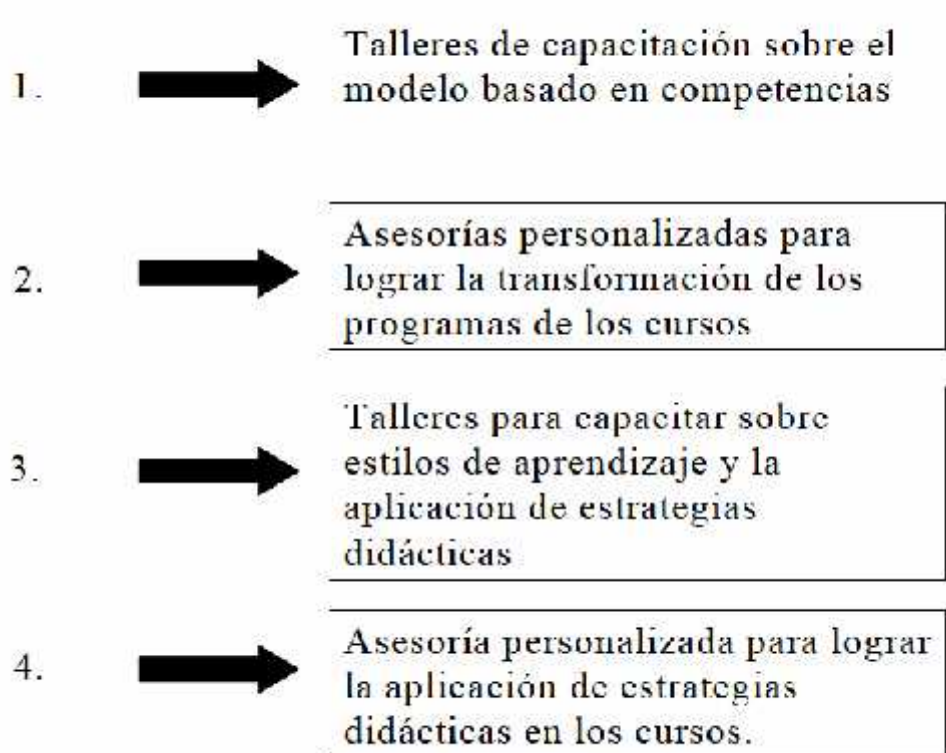 1. Talleres de capacitación sobre el
modelo basado en competencias
2. Asesorías personalizadas para
lograr la transformación de los
programas de los cursos
3. Talleres para capacitar sobre
estilos de aprendizaje y la
aplicación de estrategias
didácticas
4. Asesoría personalizada para lograr
la aplicación de estrategias
didácticas en los cursos.